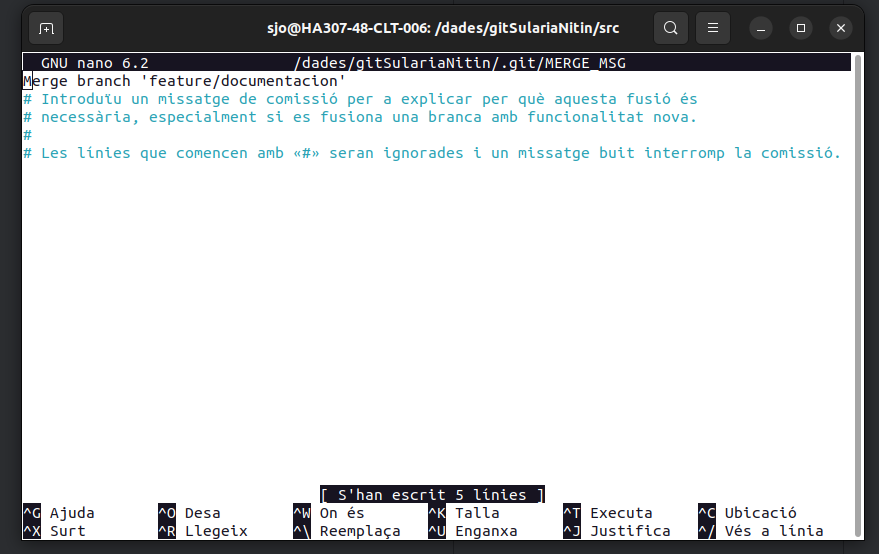 sjo@HA307-48-CLT-006: /dades/gitSulariaNitin/src
GNU nano 6.2 /dades/gitSulariaNitin/.git/MERGE_MSG
Merge branch 'feature/documentacion'
# Introduïu un missatge de comissió per a explicar per què aquesta fusió és
# necessària, especialment si es fusiona una branca amb funcionalitat nova.
#
# Les línies que comencen amb «#» seran ignorades i un missatge buit interromp la comissió.
[ S'han escrit 5 línies ]
^G Ajuda ^O Desa ^W On és ^K Talla ^T Executa ^C Ubicació
^X Surt ^R Llegeix ^\ Reemplaça ^U Enganxa ^J Justifica ^/ Vés a línia